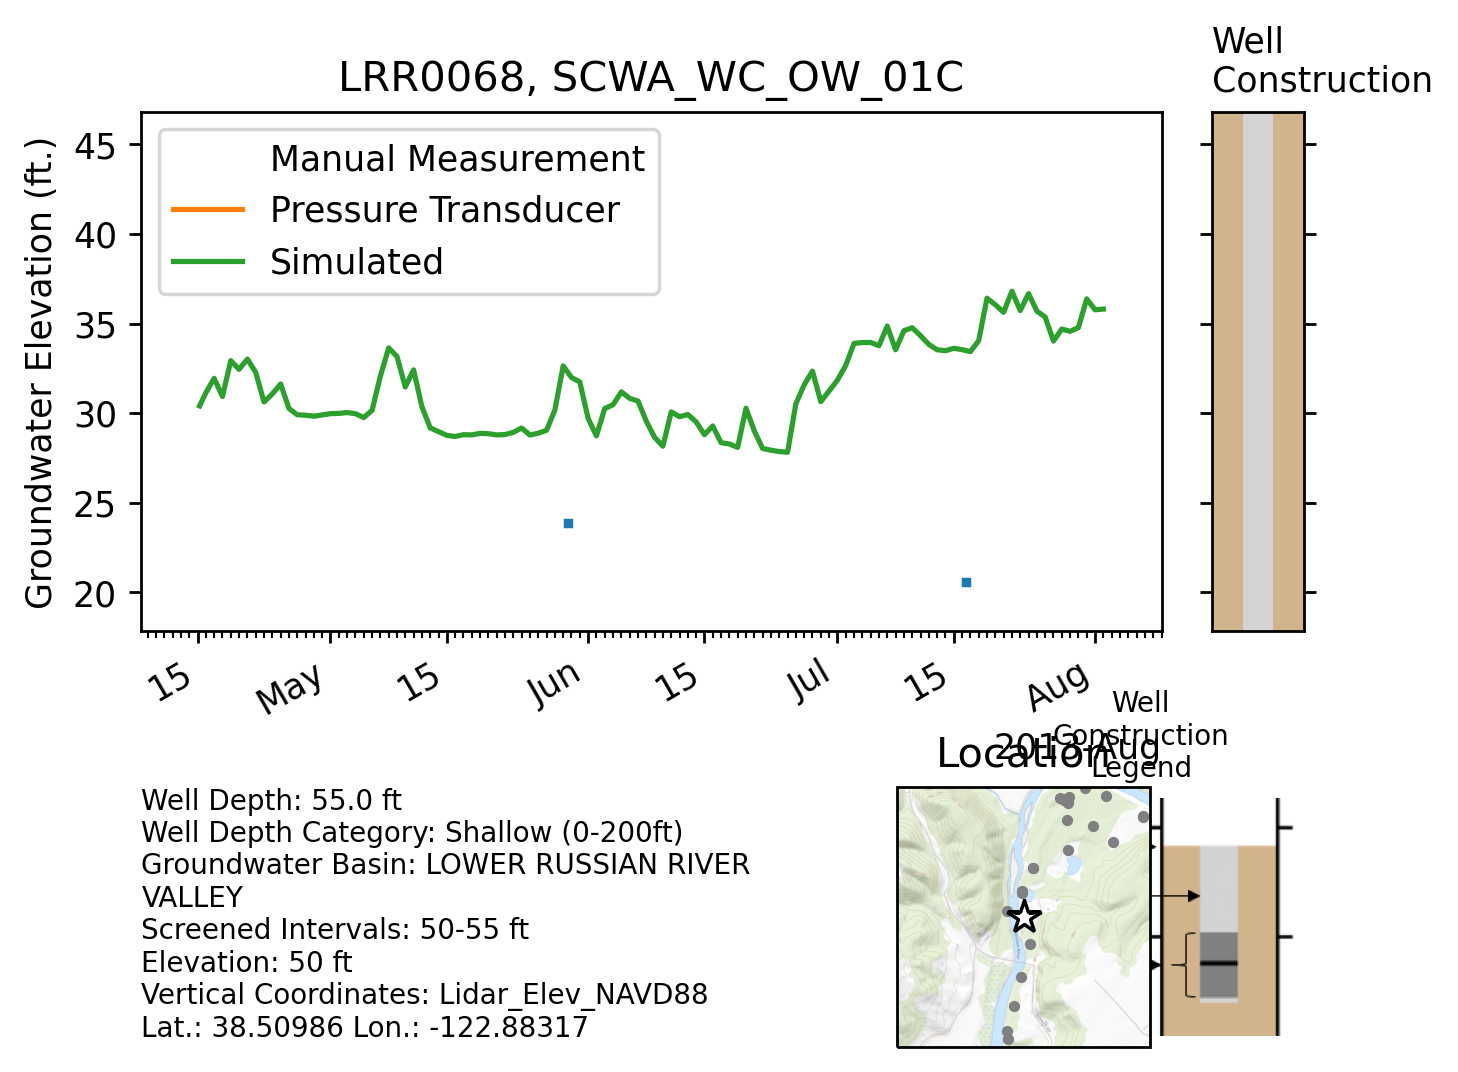 Well
Construction
LRR0068, SCWA_WC_OW_01C
Groundwater Elevation (ft.)
45
40
35
30
25
20
Manual Measurement
Pressure Transducer
Simulated
15
May
15
Jun
15
Jul
15
Aug
2013-Aug
Location
Well
Construction
Legend
Well Depth: 55.0 ft
Well Depth Category: Shallow (0-200ft)
Groundwater Basin: LOWER RUSSIAN RIVER
VALLEY
Screened Intervals: 50-55 ft
Elevation: 50 ft
Vertical Coordinates: Lidar_Elev_NAVD88
Lat.: 38.50986 Lon.: -122.88317